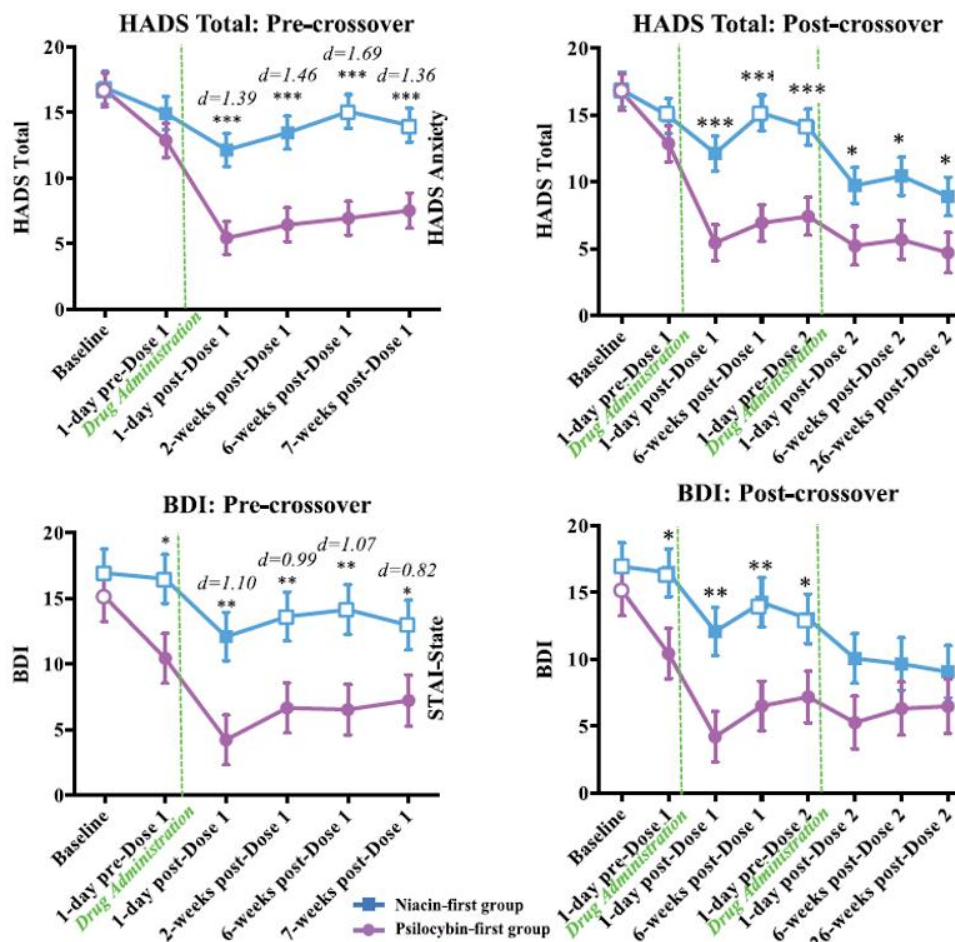 HADS Total: Pre-crossover
20
15
10
5
0
HADS Total
d=1.39
***
d=1.46
***
d=1.69
***
d=1.36
***
Baseline
1-day pre-Dose 1
Drug Administration
1-day post-Dose 1
2-weeks post-Dose 1
6-weeks post-Dose 1
7-weeks post-Dose 1
HADS Anxiety
HADS Total: Post-crossover
20
15
10
5
0
HADS Total
***
***
***
*
*
*
Baseline
1-day pre-Dose 1
Drug Administration
1-day post-Dose 1
6-weeks post-Dose 1
1-day pre-Dose 2
Drug Administration
1-day post-Dose 2
6-weeks post-Dose 2
26-weeks post-Dose 2
BDI: Pre-crossover
20
15
10
5
0
BDI
*
d=1.10
**
d=0.99
**
d=1.07
**
d=0.82
*
Baseline
1-day pre-Dose 1
Drug Administration
1-day post-Dose 1
2-weeks post-Dose 1
6-weeks post-Dose 1
7-weeks post-Dose 1
STAI-State
BDI: Post-crossover
20
15
10
5
0
BDI
*
**
**
*
Baseline
1-day pre-Dose 1
Drug Administration
1-day post-Dose 1
6-weeks post-Dose 1
1-day pre-Dose 2
Drug Administration
1-day post-Dose 2
6-weeks post-Dose 2
26-weeks post-Dose 2
Niacin-first group
Psilocybin-first group